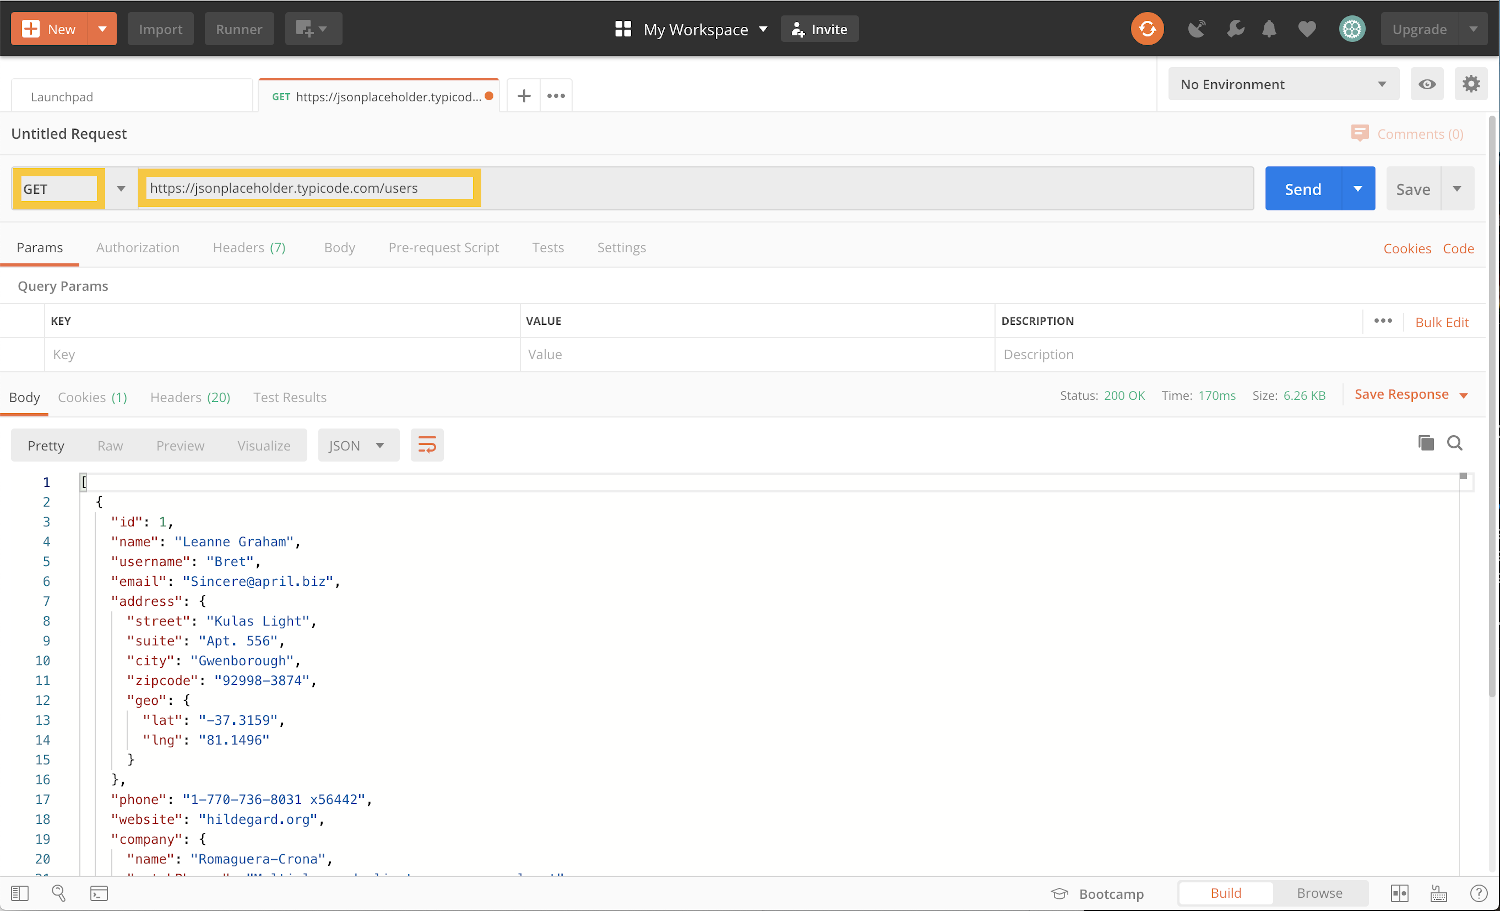 New Import Runner My Workspace Invite Upgrade
Launchpad GET https://jsonplaceholder.typicod... No Environment
Untitled Request Comments (0)
GET https://jsonplaceholder.typicode.com/users Send Save
Params Authorization Headers (7) Body Pre-request Script Tests Settings Cookies Code
Query Params
KEY VALUE DESCRIPTION Bulk Edit
Key Value Description
Body Cookies (1) Headers (20) Test Results Status: 200 OK Time: 170ms Size: 6.26 KB Save Response
Pretty Raw Preview Visualize JSON
1 [
2 {
3 "id": 1,
4 "name": "Leanne Graham",
5 "username": "Bret",
6 "email": "Sincere@april.biz",
7 "address": {
8 "street": "Kulas Light",
9 "suite": "Apt. 556",
10 "city": "Gwenborough",
11 "zipcode": "92998-3874",
12 "geo": {
13 "lat": "-37.3159",
14 "lng": "81.1496"
15 }
16 },
17 "phone": "1-770-736-8031 x56442",
18 "website": "hildegard.org",
19 "company": {
20 "name": "Romaguera-Crona",
Bootcamp Build Browse